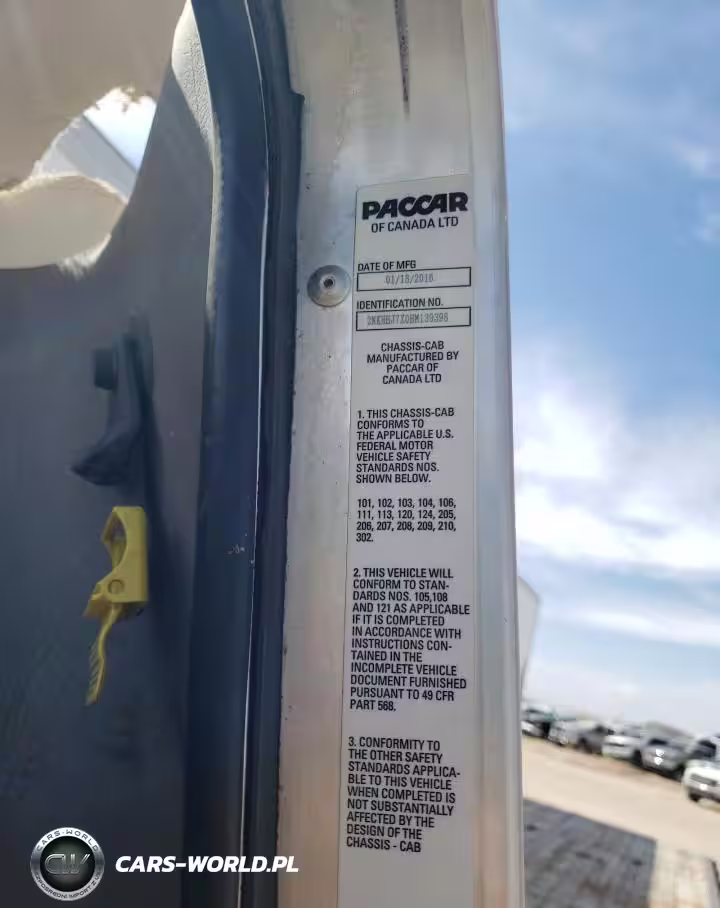 PACCAR
OF CANADA LTD
DATE OF MFG
01/18/2016
IDENTIFICATION NO.
CHASSIS-CAB
MANUFACTURED BY
PACCAR OF
CANADA LTD
1. THIS CHASSIS-CAB
CONFORMS TO
THE APPLICABLE U.S.
FEDERAL MOTOR
VEHICLE SAFETY
STANDARDS NOS.
SHOWN BELOW.
101, 102, 103, 104, 106,
111, 113, 120, 124, 205,
206, 207, 208, 209, 210,
302.
2. THIS VEHICLE WILL
CONFORM TO STAN-
DARDS NOS. 105,108
AND 121 AS APPLICABLE
IF IT IS COMPLETED
IN ACCORDANCE WITH
INSTRUCTIONS CON-
TAINED IN THE
INCOMPLETE VEHICLE
DOCUMENT FURNISHED
PURSUANT TO 49 CFR
PART 568.
3. CONFORMITY TO
THE OTHER SAFETY
STANDARDS APPLICA-
BLE TO THIS VEHICLE
WHEN COMPLETED IS
NOT SUBSTANTIALLY
AFFECTED BY THE
DESIGN OF THE
CHASSIS - CAB
CARS-WORLD.PL
CARS-WORLD
CW